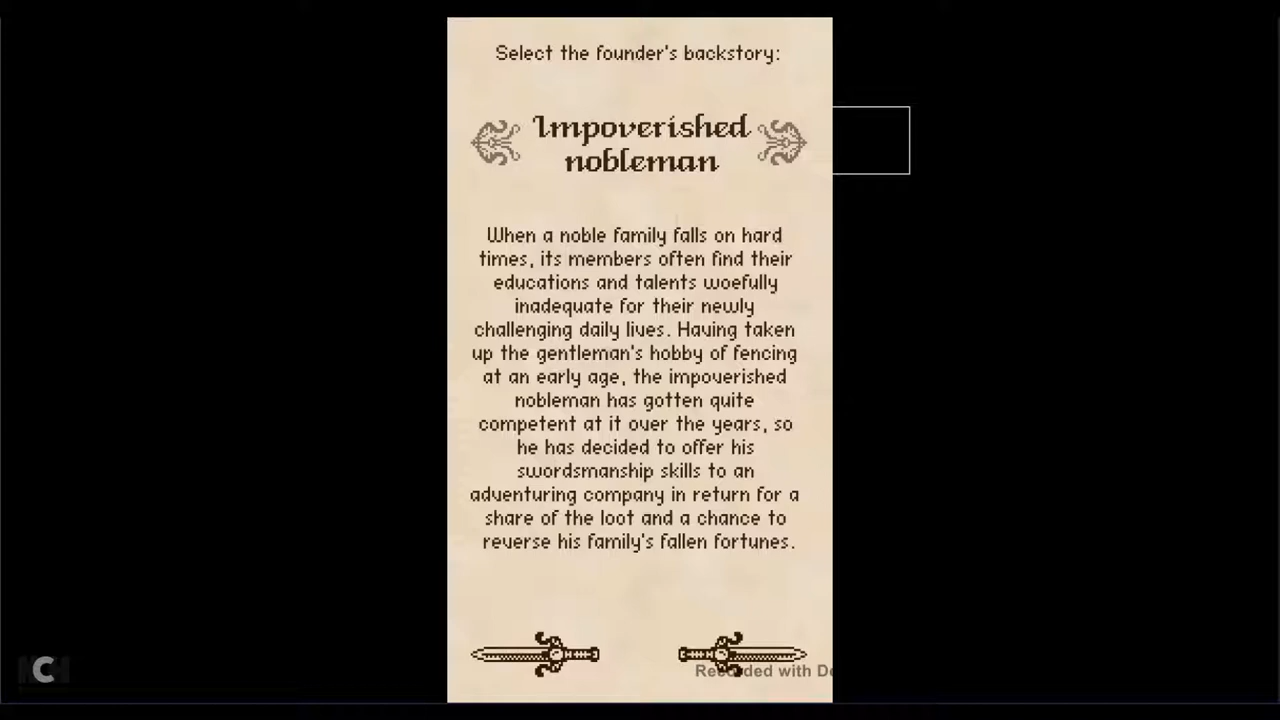 Select the founder's backstory:
Impoverished
nobleman
When a noble family falls on hard
times, its members often find their
educations and talents woefully
inadequate for their newly
challenging daily lives. Having taken
up the gentleman's hobby of fencing
at an early age, the impoverished
nobleman has gotten quite
competent at it over the years, so
he has decided to offer his
swordsmanship skills to an
adventuring company in return for a
share of the loot and a chance to
reverse his family's fallen fortunes.
Recorded with De
NCH